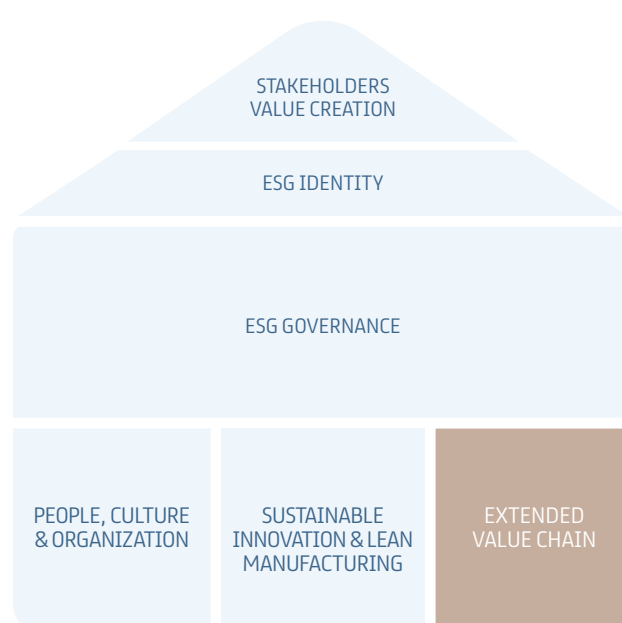 STAKEHOLDERS
VALUE CREATION
ESG IDENTITY
ESG GOVERNANCE
PEOPLE, CULTURE
& ORGANIZATION
SUSTAINABLE
INNOVATION & LEAN
MANUFACTURING
EXTENDED
VALUE CHAIN